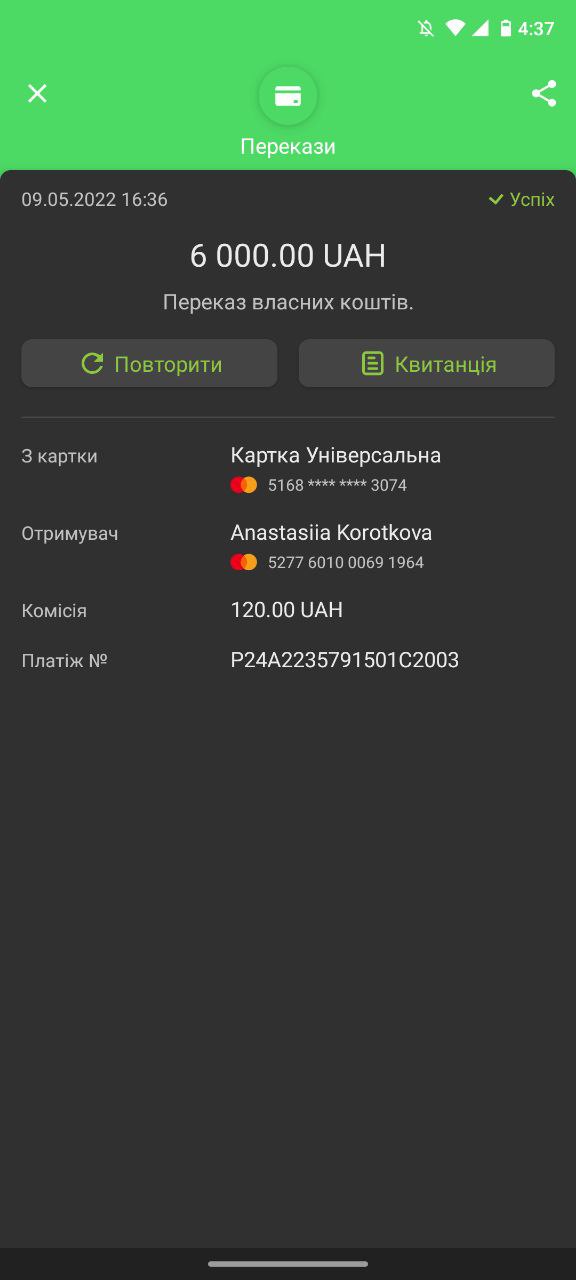 4:37
Перекази
09.05.2022 16:36
Успіх
6 000.00 UAH
Переказ власних коштів.
Повторити
Квитанція
З картки
Картка Універсальна
5168 **** **** 3074
Отримувач
Anastasiia Korotkova
5277 6010 0069 1964
Комісія
120.00 UAH
Платіж №
P24A2235791501C2003